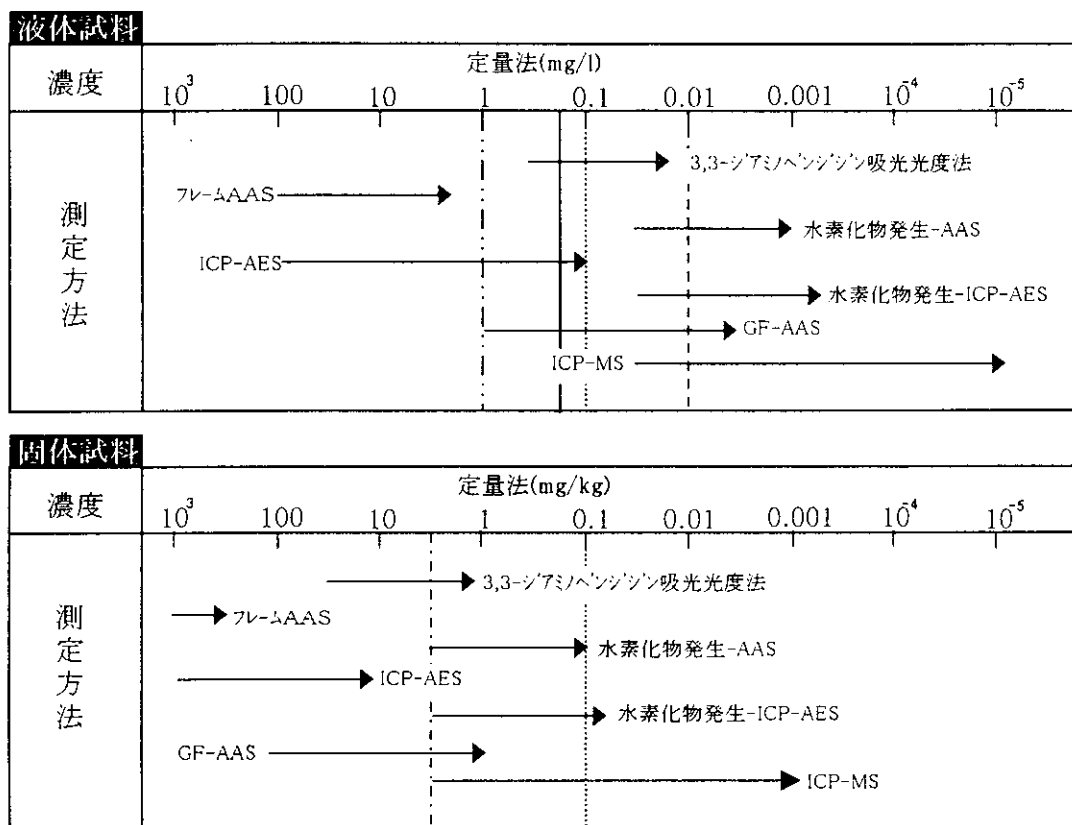 液体試料
濃度
定量法(mg/l)
10³ 100 10 1 0.1 0.01 0.001 10⁻⁴ 10⁻⁵
測定方法
3,3-ジアミノベンジジン吸光光度法
フレームAAS
水素化物発生-AAS
ICP-AES
水素化物発生-ICP-AES
GF-AAS
ICP-MS
固体試料
濃度
定量法(mg/kg)
10³ 100 10 1 0.1 0.01 0.001 10⁻⁴ 10⁻⁵
測定方法
3,3-ジアミノベンジジン吸光光度法
フレームAAS
水素化物発生-AAS
ICP-AES
水素化物発生-ICP-AES
GF-AAS
ICP-MS